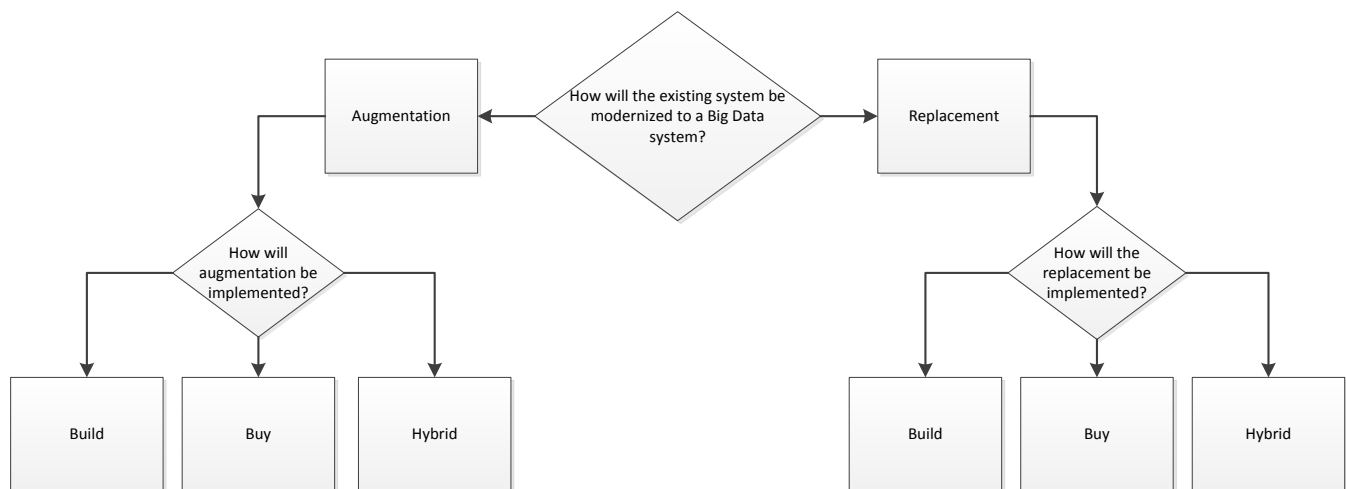 Augmentation
How will the existing system be
modernized to a Big Data
system?
Replacement
How will
augmentation be
implemented?
How will the
replacement be
implemented?
Build
Buy
Hybrid
Build
Buy
Hybrid